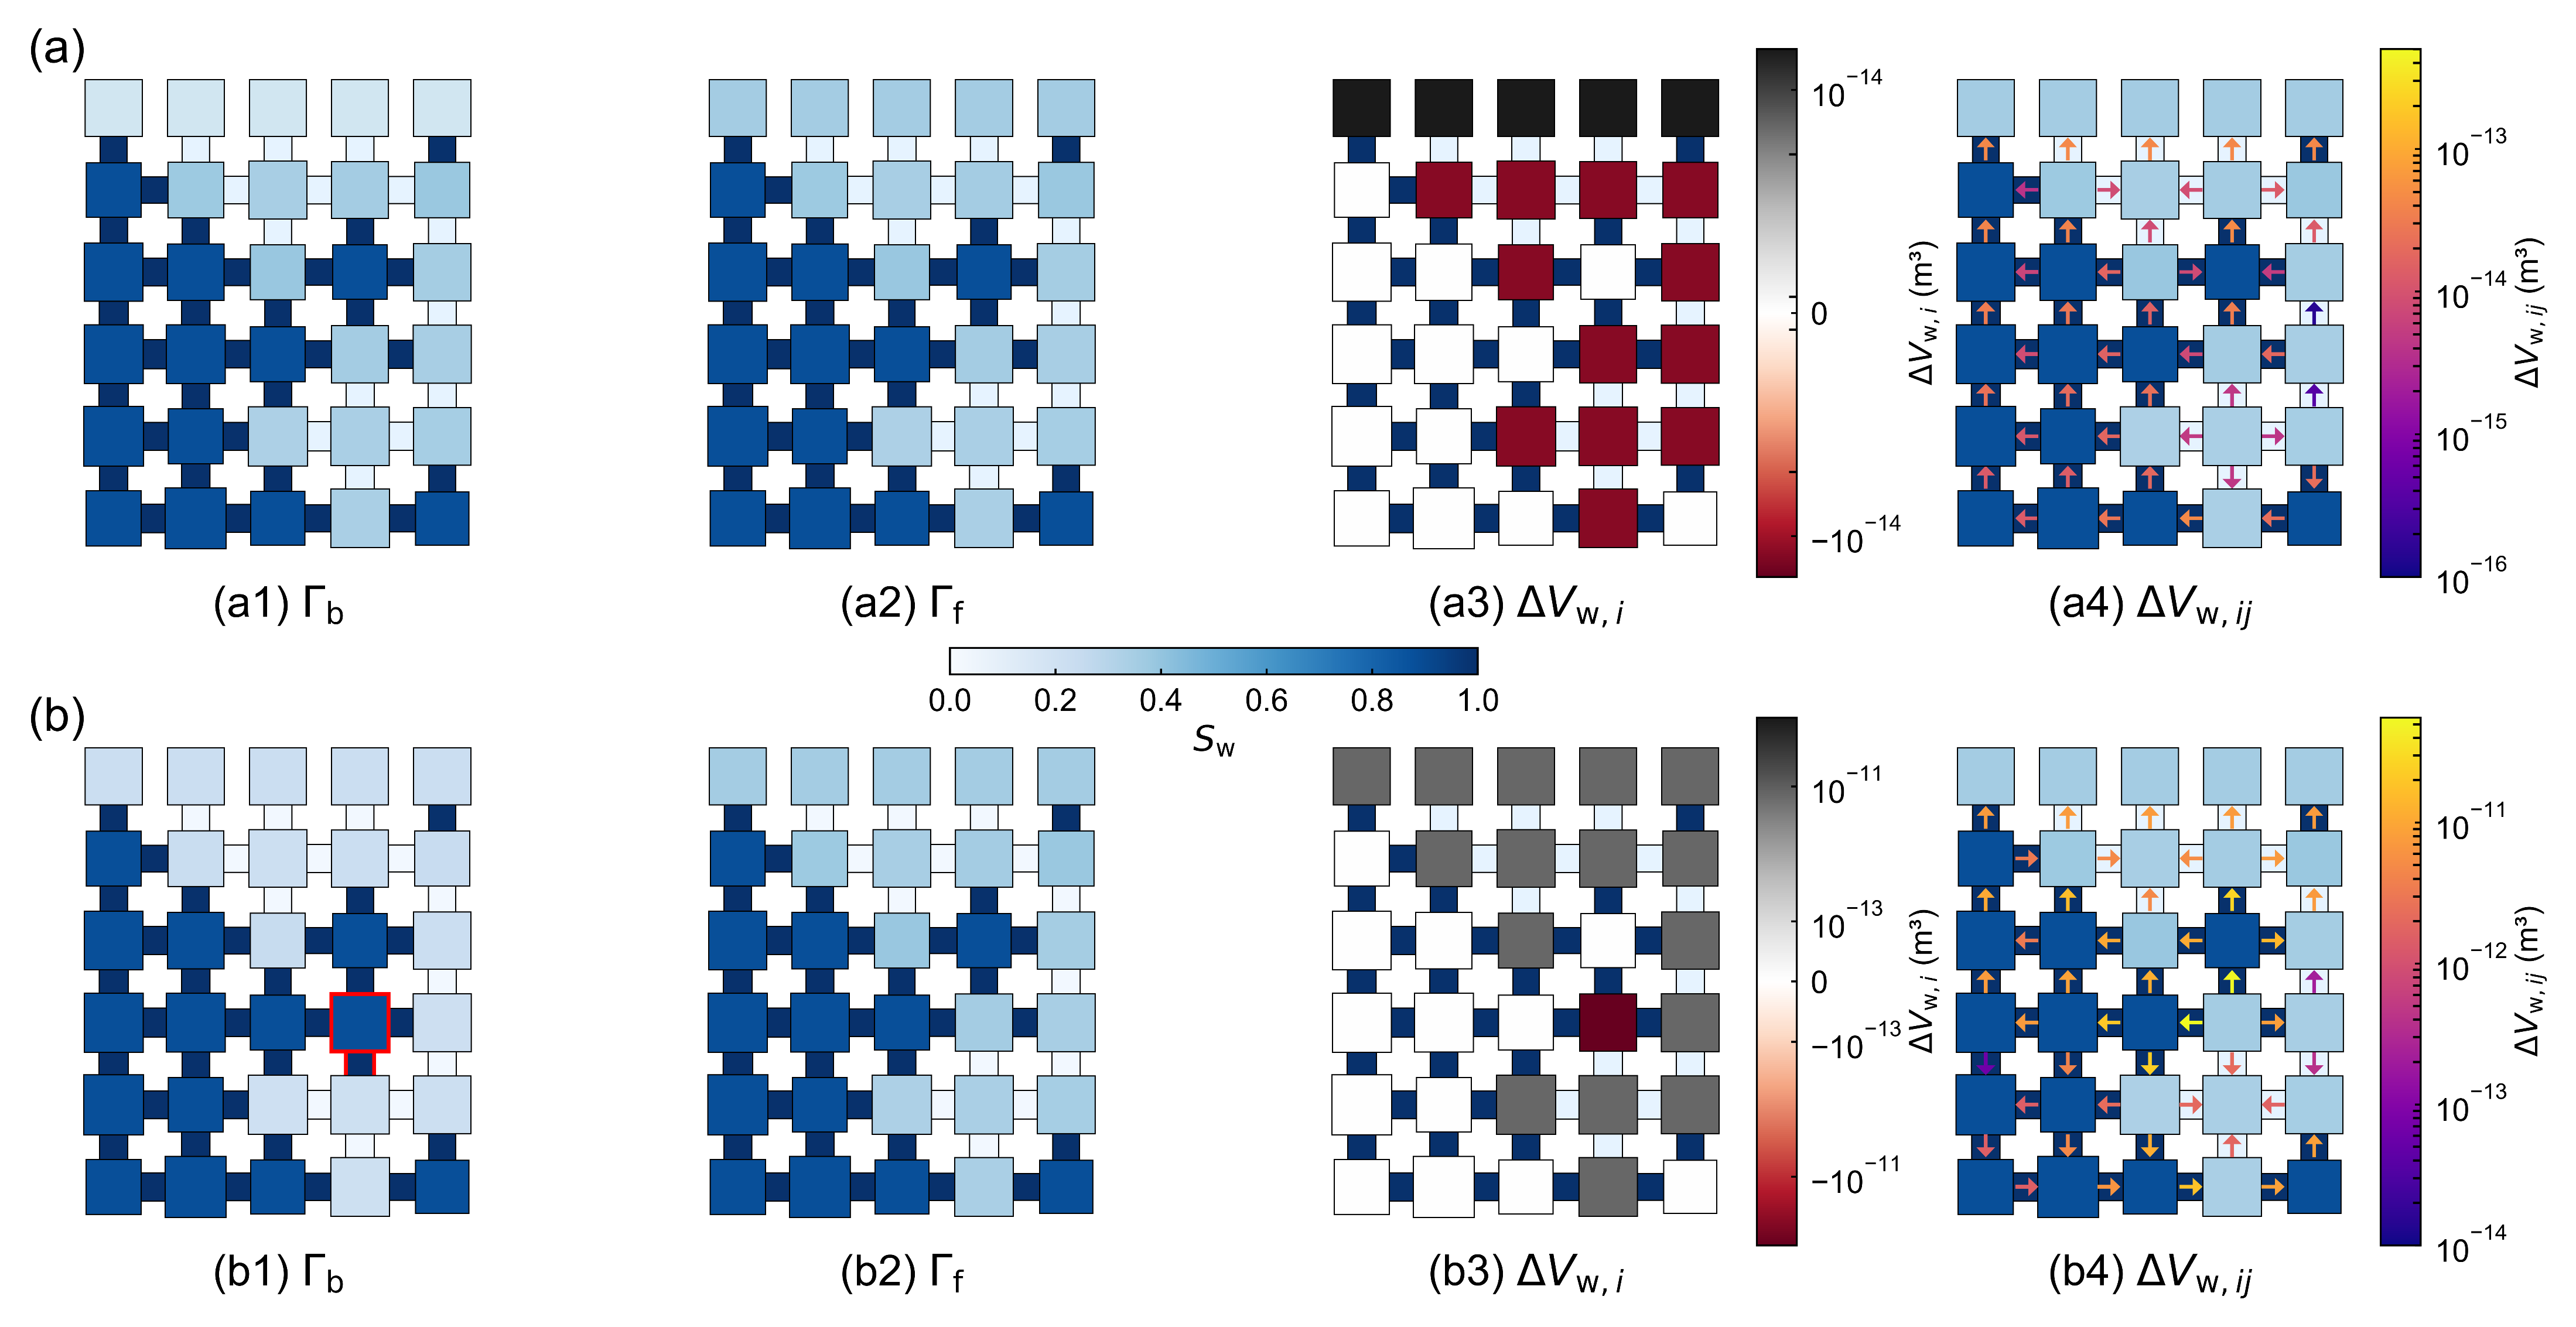 (a)
10⁻¹⁴
0
−10⁻¹⁴
ΔV_w, i (m³)
10⁻¹³
10⁻¹⁴
10⁻¹⁵
10⁻¹⁶
ΔV_w, ij (m³)
(a1) Γ_b
(a2) Γ_f
(a3) ΔV_w, i
(a4) ΔV_w, ij
0.0 0.2 0.4 0.6 0.8 1.0
S_w
(b)
10⁻¹¹
10⁻¹³
0
−10⁻¹³
−10⁻¹¹
ΔV_w, i (m³)
10⁻¹¹
10⁻¹²
10⁻¹³
10⁻¹⁴
ΔV_w, ij (m³)
(b1) Γ_b
(b2) Γ_f
(b3) ΔV_w, i
(b4) ΔV_w, ij